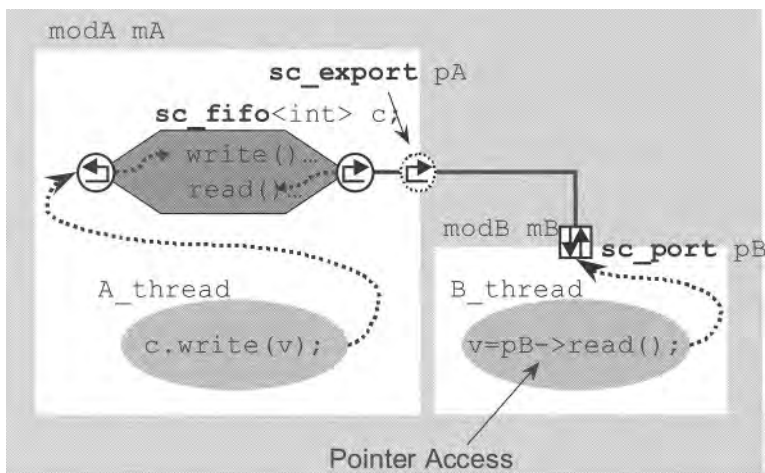 modA mA
sc_export pA
sc_fifo<int> c;
write()…
read()…
modB mB
sc_port pB
A_thread
B_thread
c.write(v);
v=pB->read();
Pointer Access